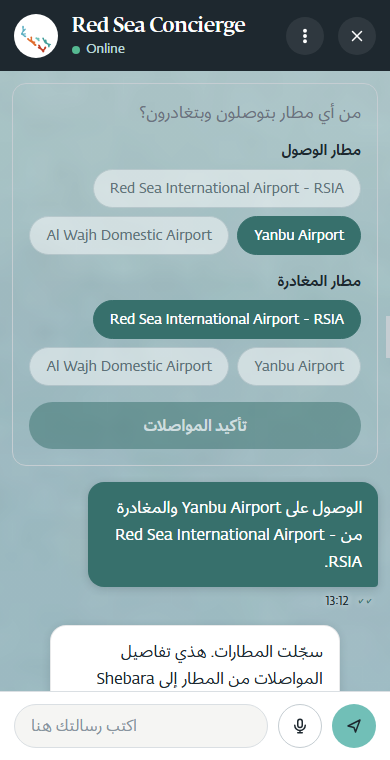 Red Sea Concierge
Online
من أي مطار بتوصلون وبتغادرون؟
مطار الوصول
Red Sea International Airport - RSIA
Yanbu Airport
Al Wajh Domestic Airport
مطار المغادرة
Red Sea International Airport - RSIA
Yanbu Airport
Al Wajh Domestic Airport
تأكيد المواصلات
الوصول على Yanbu Airport والمغادرة
من Red Sea International Airport -
RSIA.
13:12
سجّلت المطارات. هذي تفاصيل
المواصلات من المطار إلى Shebara
اكتب رسالتك هنا